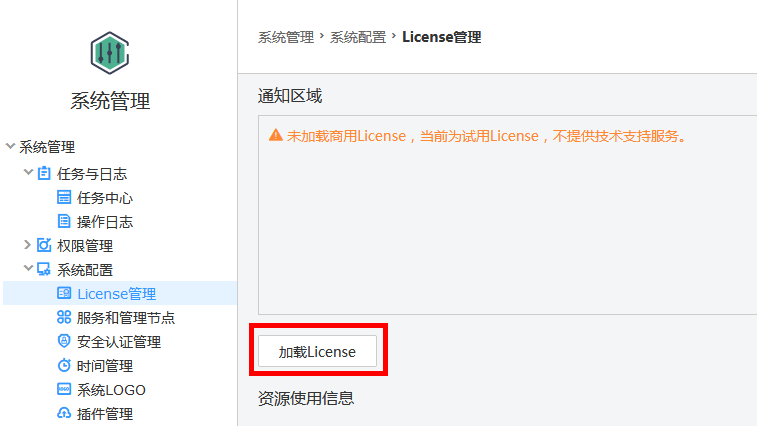 系统管理
系统管理
任务与日志
任务中心
操作日志
权限管理
系统配置
License管理
服务和管理节点
安全认证管理
时间管理
系统LOGO
插件管理
系统管理 › 系统配置 › License管理
通知区域
未加载商用License，当前为试用License，不提供技术支持服务。
加载License
资源使用信息